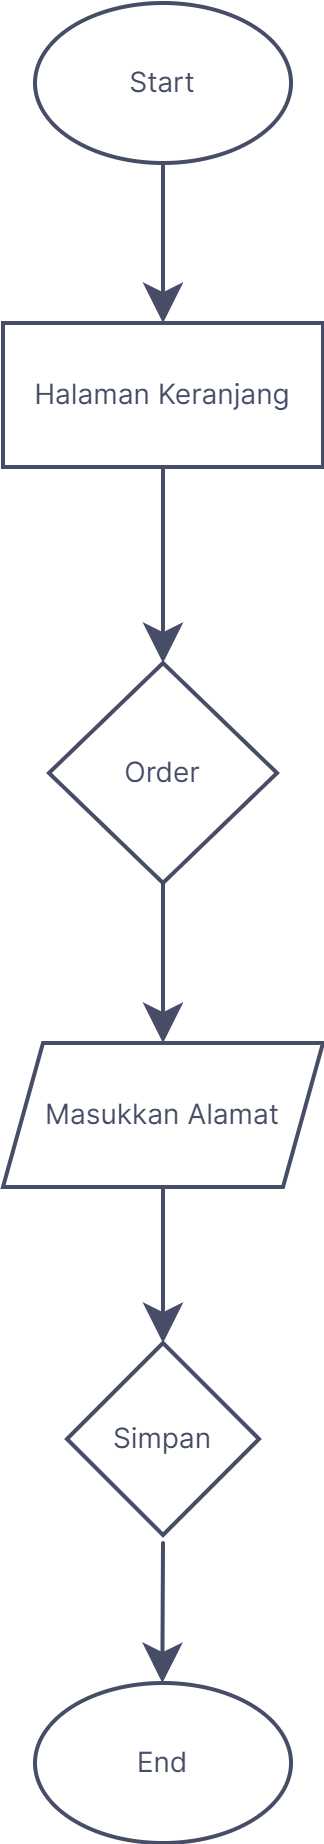 Start
Halaman Keranjang
Order
Masukkan Alamat
Simpan
End